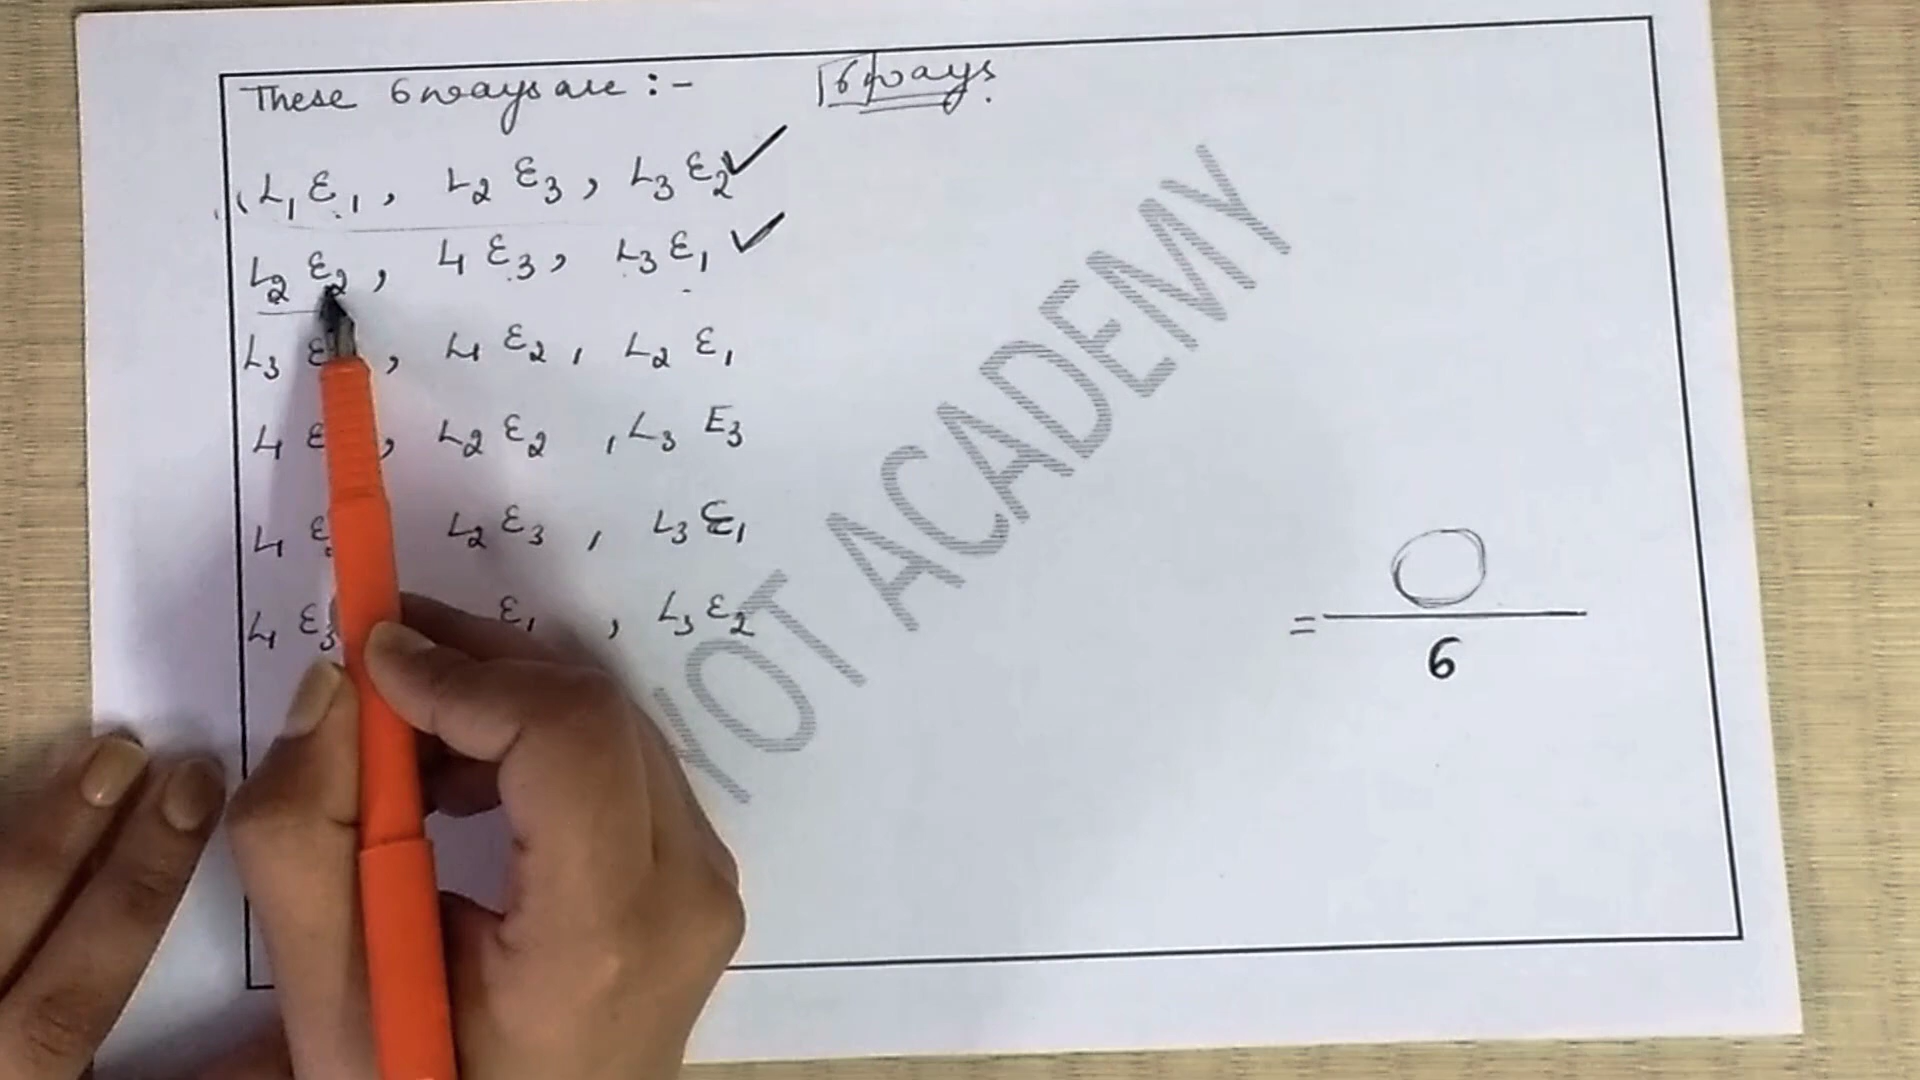 These 6 ways are :- 6 ways.
L1 E1, L2 E3, L3 E2 ✓
L2 E2, L1 E3, L3 E1 ✓
L3 E , L1 E2, L2 E1
L1 E , L2 E2, L3 E3
L1 E L2 E3, L3 E1
L1 E3 E1, L3 E2
=
6
YOT ACADEMY